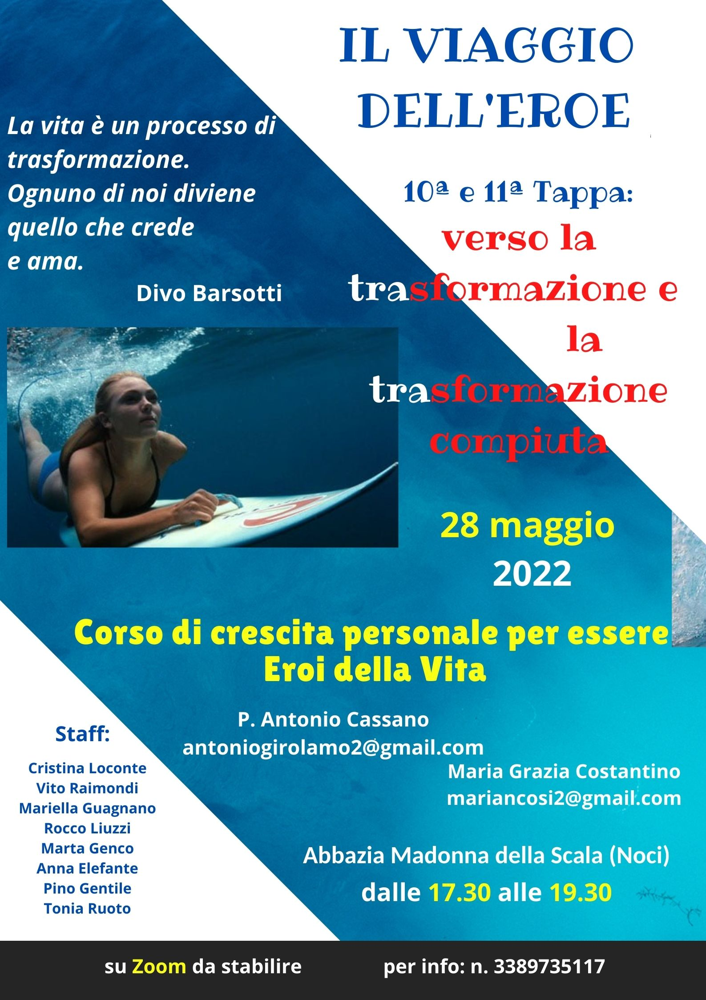 IL VIAGGIO
DELL'EROE
La vita è un processo di
trasformazione.
Ognuno di noi diviene
quello che crede
e ama.
Divo Barsotti
10ª e 11ª Tappa:
verso la
trasformazione e
la
trasformazione
compiuta
28 maggio
2022
Corso di crescita personale per essere
Eroi della Vita
P. Antonio Cassano
antoniogirolamo2@gmail.com
Maria Grazia Costantino
mariancosi2@gmail.com
Staff:
Cristina Loconte
Vito Raimondi
Mariella Guagnano
Rocco Liuzzi
Marta Genco
Anna Elefante
Pino Gentile
Tonia Ruoto
Abbazia Madonna della Scala (Noci)
dalle 17.30 alle 19.30
su Zoom da stabilire
per info: n. 3389735117